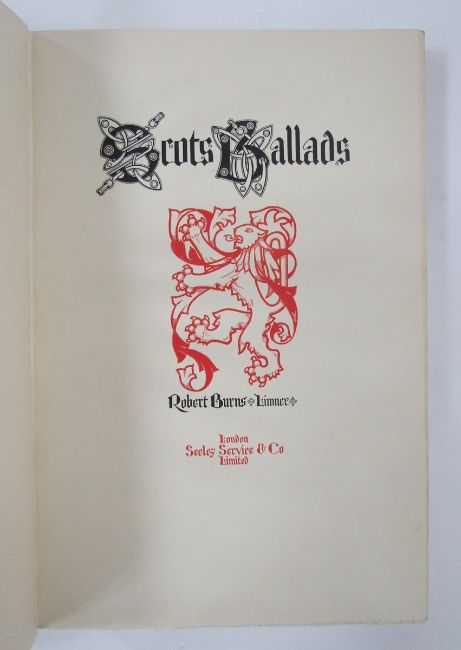 Scots Ballads
Robert Burns Limner
London
Seeley Service & Co
Limited